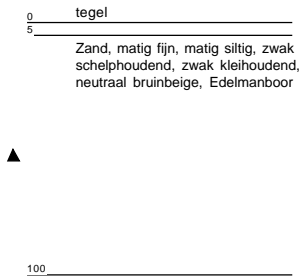 0 tegel
5
Zand, matig fijn, matig siltig, zwak
schelphoudend, zwak kleihoudend,
neutraal bruinbeige, Edelmanboor
100